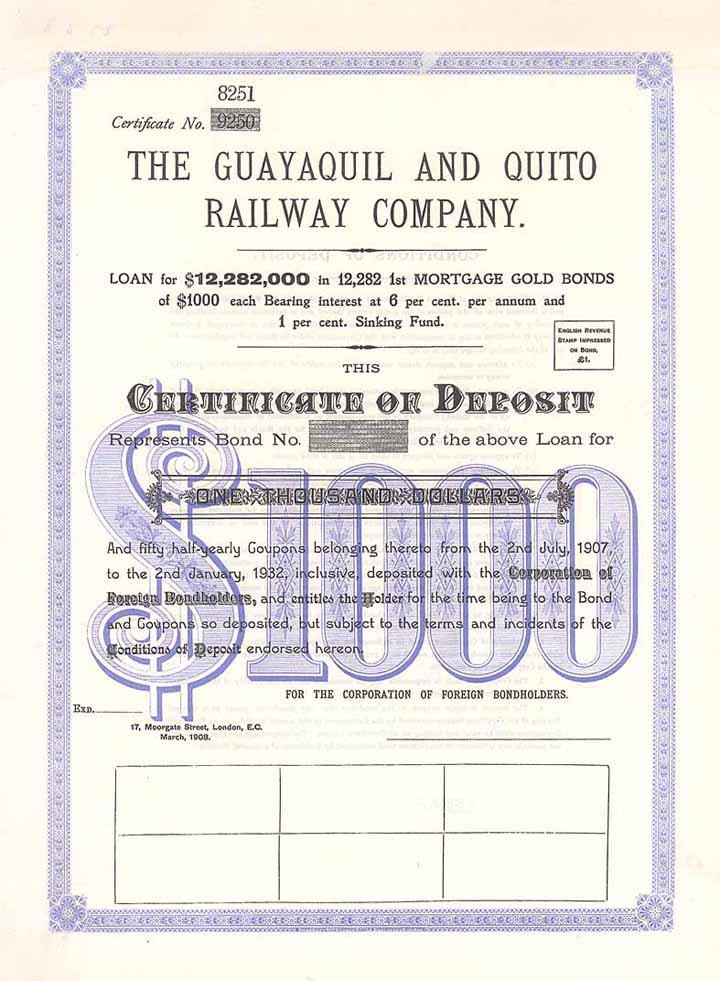 8251
Certificate No. 9250
THE GUAYAQUIL AND QUITO
RAILWAY COMPANY.
LOAN for $12,282,000 in 12,282 1st MORTGAGE GOLD BONDS
of $1000 each Bearing interest at 6 per cent. per annum and
1 per cent. Sinking Fund.
ENGLISH REVENUE
STAMP IMPRESSED
ON BOND,
£1.
THIS
CERTIFICATE OF DEPOSIT
Represents Bond No. of the above Loan for
$1000
ONE THOUSAND DOLLARS
And fifty half-yearly Coupons belonging thereto from the 2nd July, 1907,
to the 2nd January, 1932, inclusive, deposited with the Corporation of
Foreign Bondholders, and entitles the Holder for the time being to the Bond
and Coupons so deposited, but subject to the terms and incidents of the
Conditions of Deposit endorsed hereon.
FOR THE CORPORATION OF FOREIGN BONDHOLDERS.
EXD.
17, Moorgate Street, London, E.C.
March, 1908.